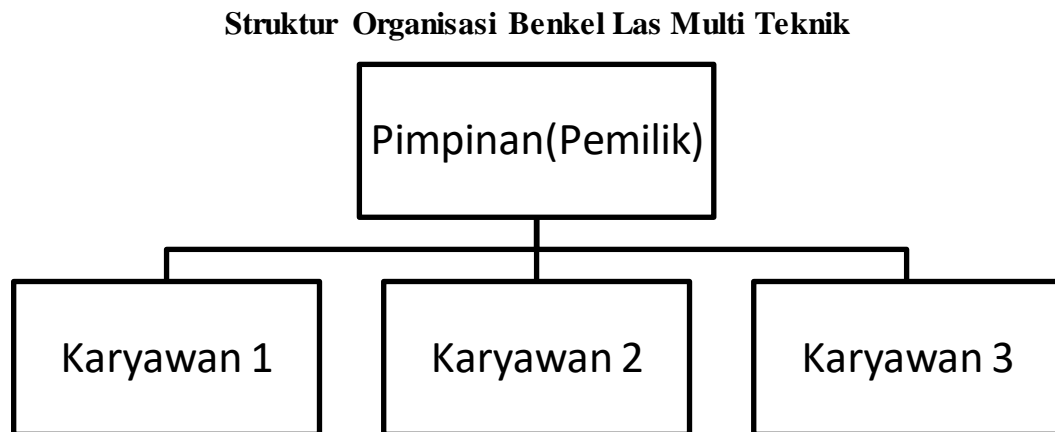 Struktur Organisasi Benkel Las Multi Teknik
Pimpinan(Pemilik)
Karyawan 1
Karyawan 2
Karyawan 3